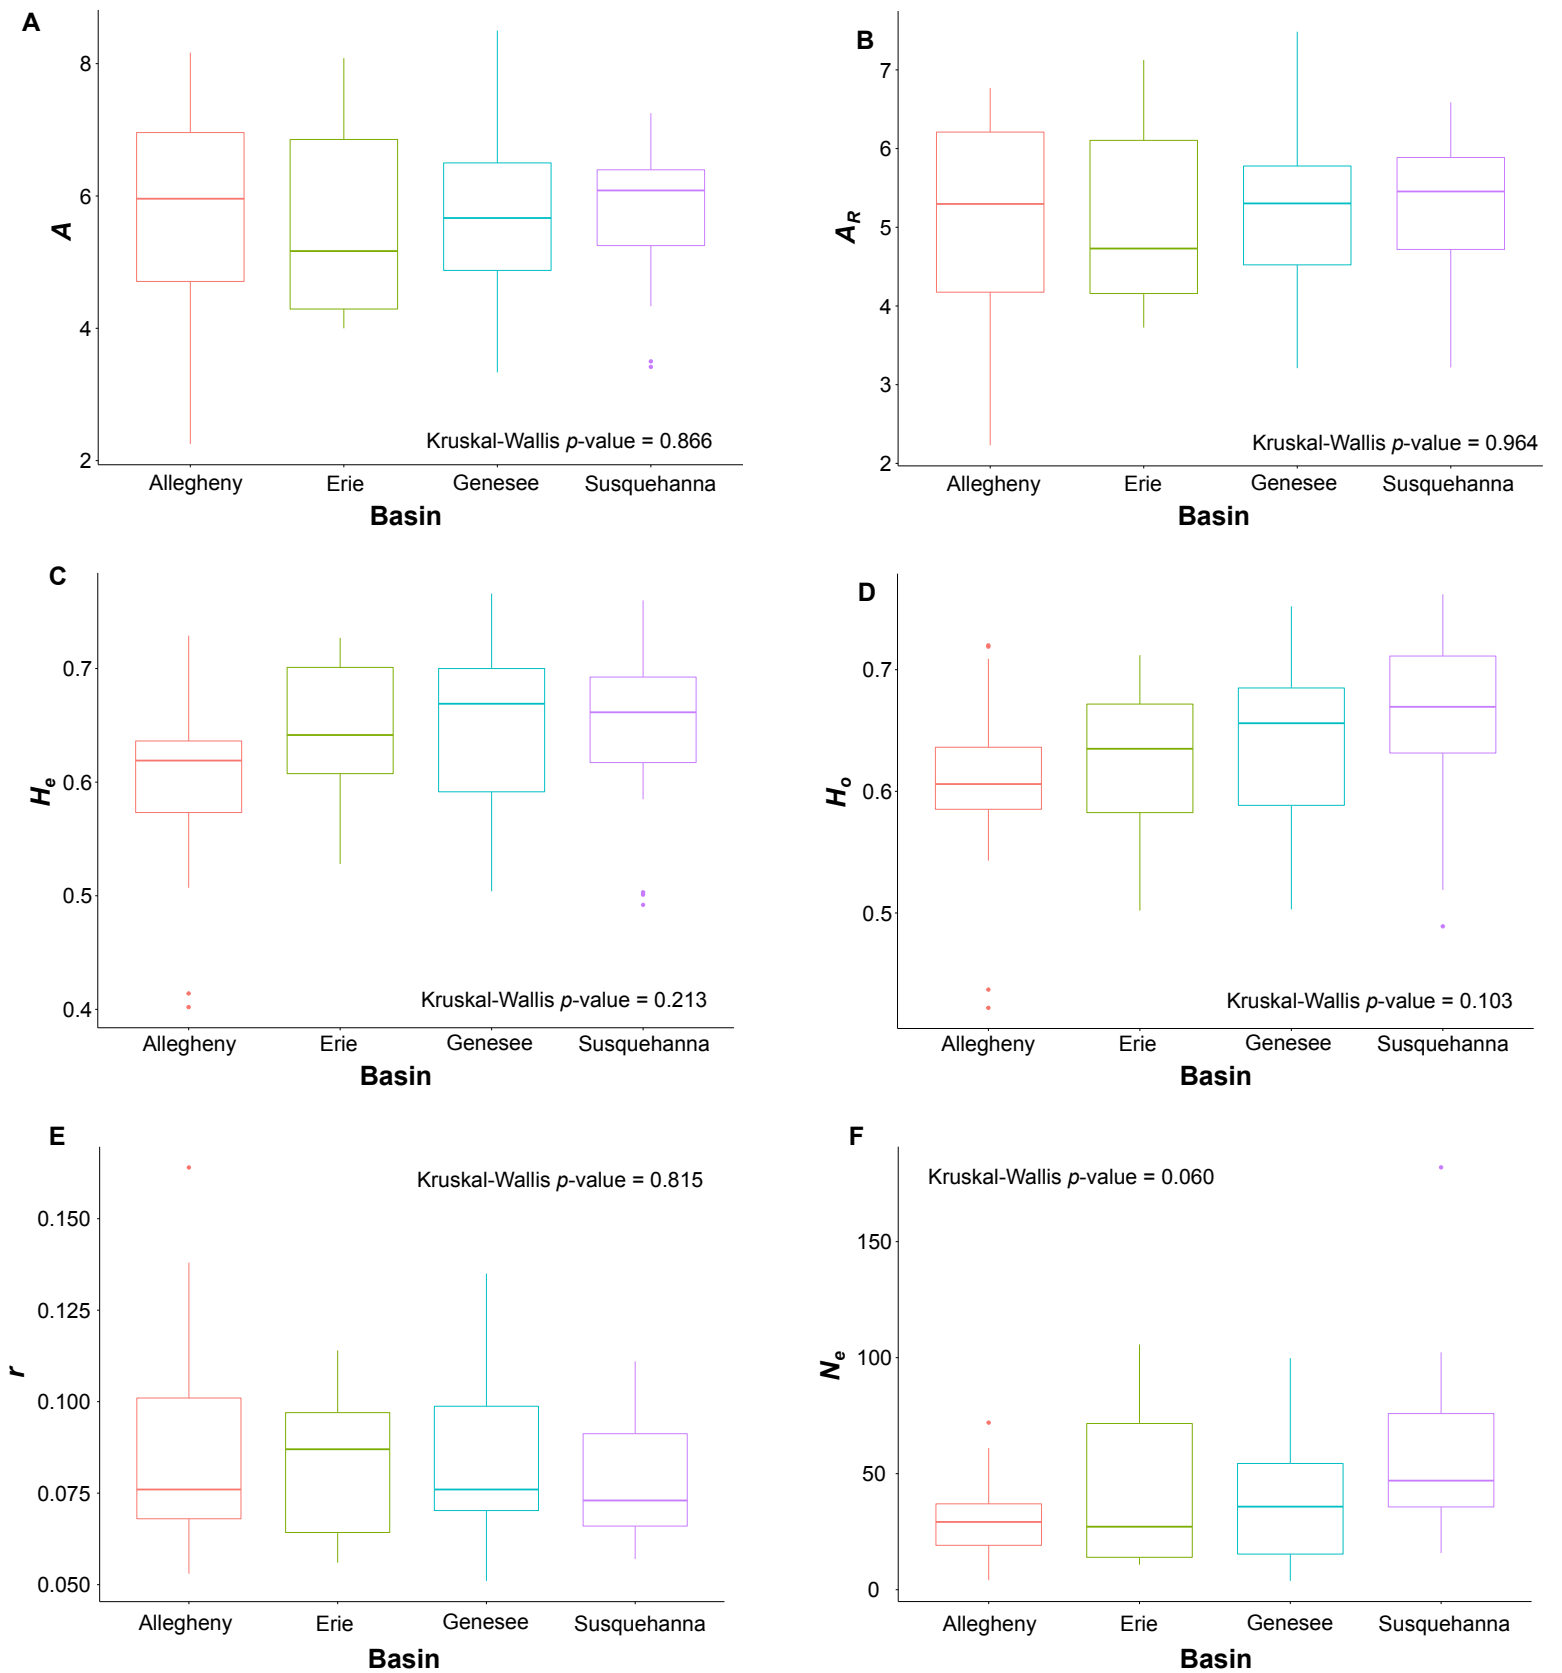 A
8
6
4
2
A
Kruskal-Wallis p-value = 0.866
Allegheny Erie Genesee Susquehanna
Basin
B
7
6
5
4
3
2
A_R
Kruskal-Wallis p-value = 0.964
Allegheny Erie Genesee Susquehanna
Basin
C
0.7
0.6
0.5
0.4
H_e
Kruskal-Wallis p-value = 0.213
Allegheny Erie Genesee Susquehanna
Basin
D
0.7
0.6
0.5
H_o
Kruskal-Wallis p-value = 0.103
Allegheny Erie Genesee Susquehanna
Basin
E
Kruskal-Wallis p-value = 0.815
0.150
0.125
0.100
0.075
0.050
r
Allegheny Erie Genesee Susquehanna
Basin
F
Kruskal-Wallis p-value = 0.060
150
100
50
0
N_e
Allegheny Erie Genesee Susquehanna
Basin